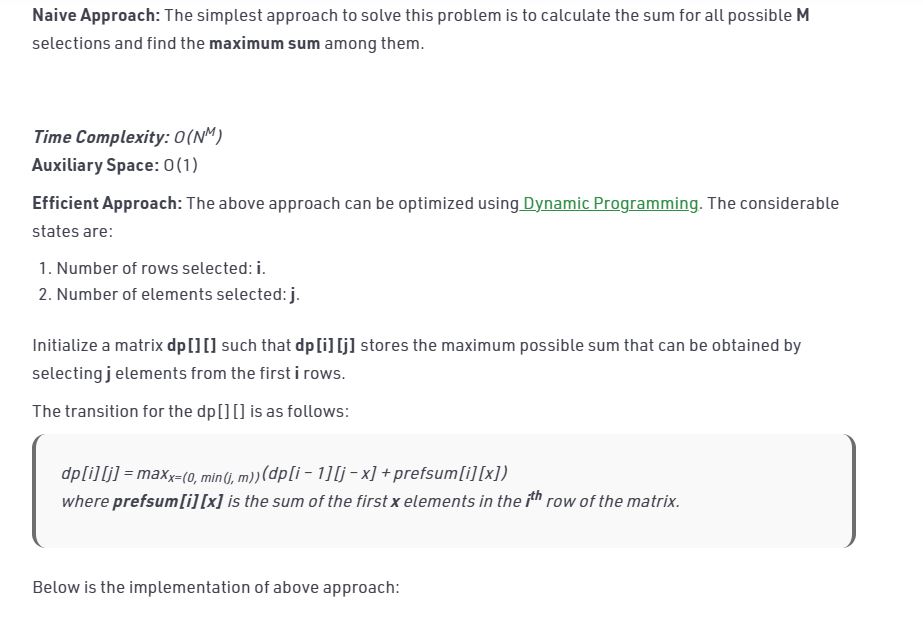 Naive Approach: The simplest approach to solve this problem is to calculate the sum for all possible M
selections and find the maximum sum among them.
Time Complexity: O(N^M)
Auxiliary Space: O(1)
Efficient Approach: The above approach can be optimized using Dynamic Programming. The considerable
states are:
1. Number of rows selected: i.
2. Number of elements selected: j.
Initialize a matrix dp[][] such that dp[i][j] stores the maximum possible sum that can be obtained by
selecting j elements from the first i rows.
The transition for the dp[][] is as follows:
dp[i][j] = max_x=(0, min(j, m))(dp[i - 1][j - x] + prefsum[i][x])
where prefsum[i][x] is the sum of the first x elements in the i^th row of the matrix.
Below is the implementation of above approach: